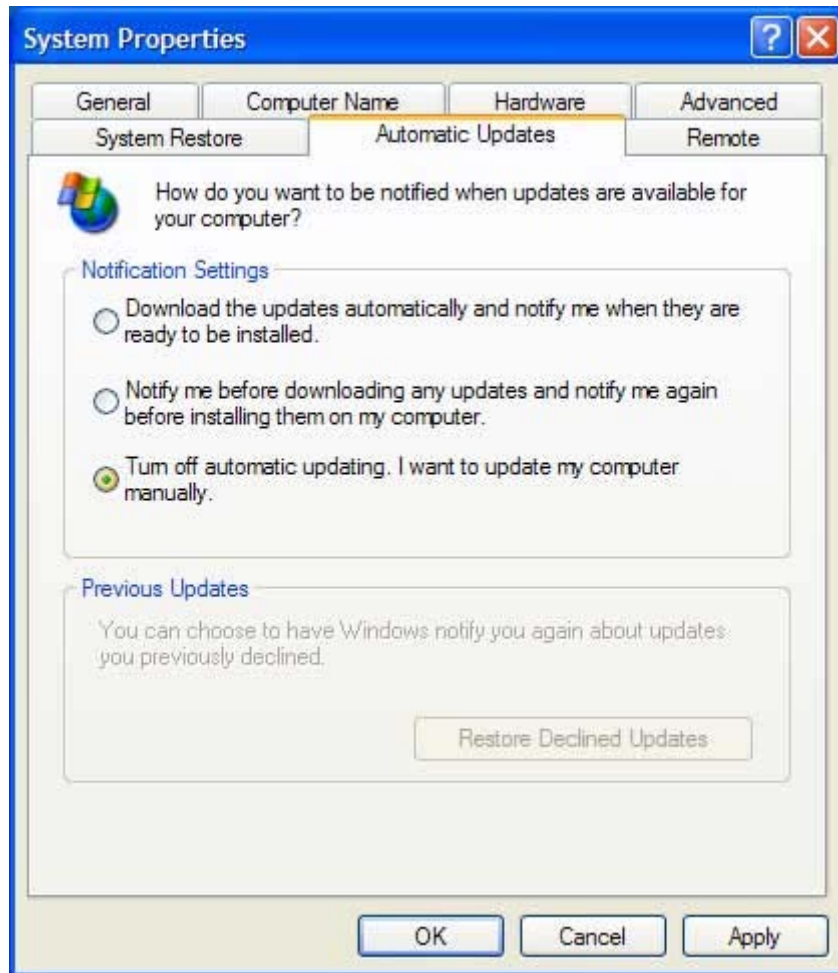 System Properties
General Computer Name Hardware Advanced
System Restore Automatic Updates Remote
How do you want to be notified when updates are available for
your computer?
Notification Settings
Download the updates automatically and notify me when they are
ready to be installed.
Notify me before downloading any updates and notify me again
before installing them on my computer.
Turn off automatic updating. I want to update my computer
manually.
Previous Updates
You can choose to have Windows notify you again about updates
you previously declined.
Restore Declined Updates
OK Cancel Apply